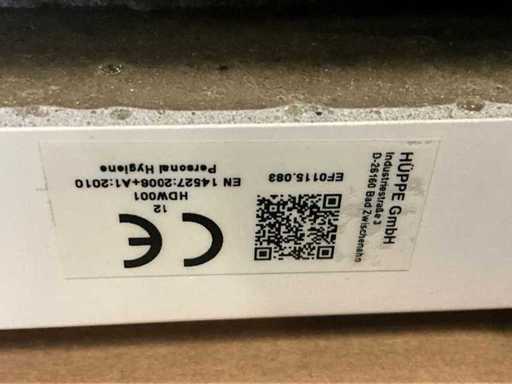 HÜPPE GmbH
Industriestraße 3
D-26160 Bad Zwischenahn
EF0115.083
CE
12
HDW001
EN 14527:2006+A1:2010
Personal Hygiene